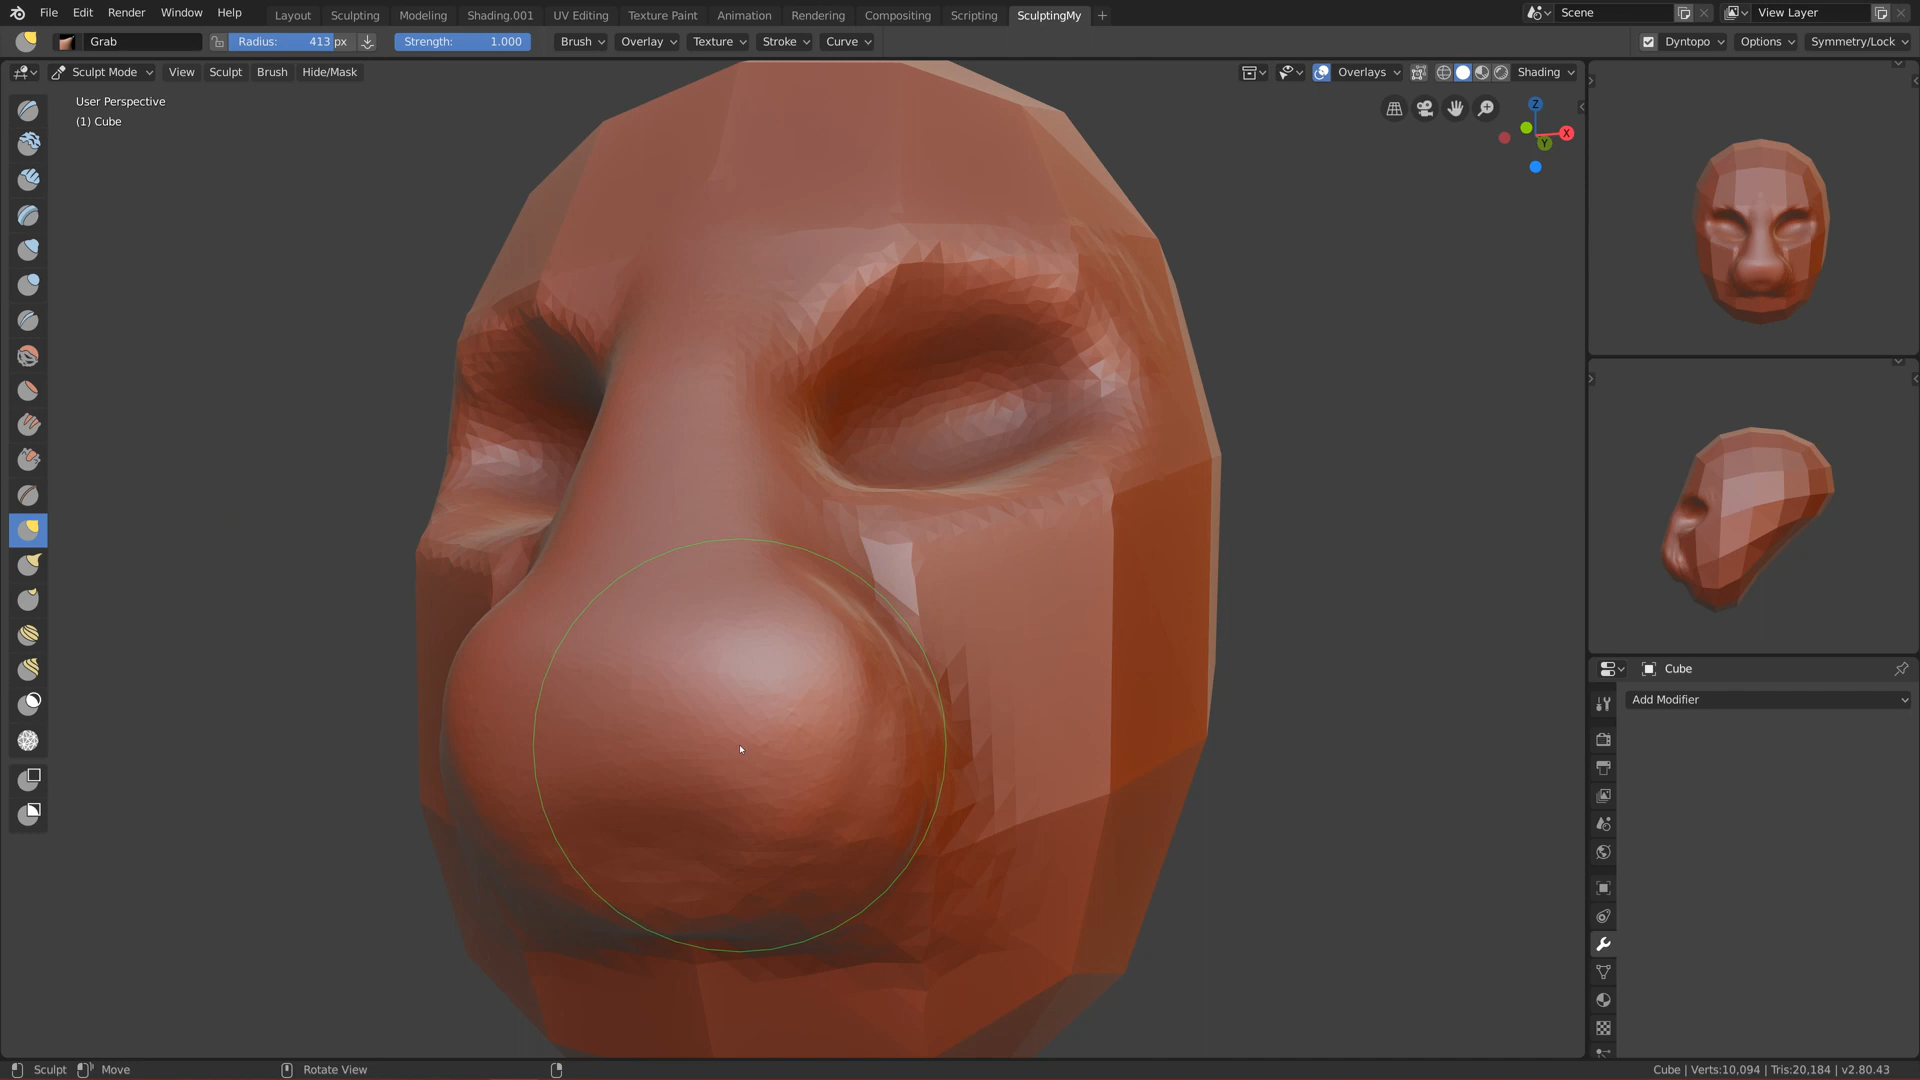 File Edit Render Window Help Layout Sculpting Modeling Shading.001 UV Editing Texture Paint Animation Rendering Compositing Scripting SculptingMy + Scene View Layer
Grab Radius: 413 px Strength: 1.000 Brush Overlay Texture Stroke Curve Dyntopo Options Symmetry/Lock
Sculpt Mode View Sculpt Brush Hide/Mask Overlays Shading
User Perspective
(1) Cube
Z
X
Y
Cube
Add Modifier
Sculpt Move Rotate View Cube | Verts:10,094 | Tris:20,184 | v2.80.43